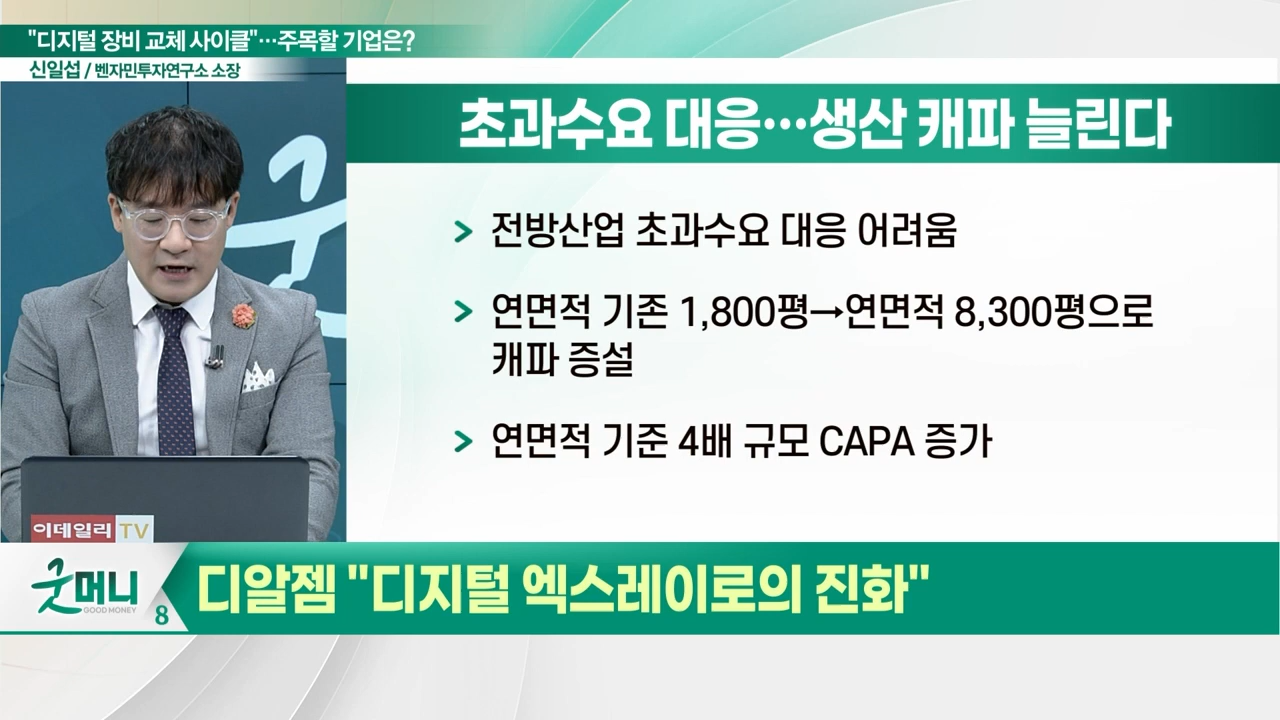 "디지털 장비 교체 사이클"…주목할 기업은?
신일섭 / 벤자민투자연구소 소장
초과수요 대응…생산 캐파 늘린다
> 전방산업 초과수요 대응 어려움
> 연면적 기존 1,800평→연면적 8,300평으로
캐파 증설
> 연면적 기준 4배 규모 CAPA 증가
이데일리 TV
굿머니
GOOD MONEY
8
디알젬 "디지털 엑스레이로의 진화"